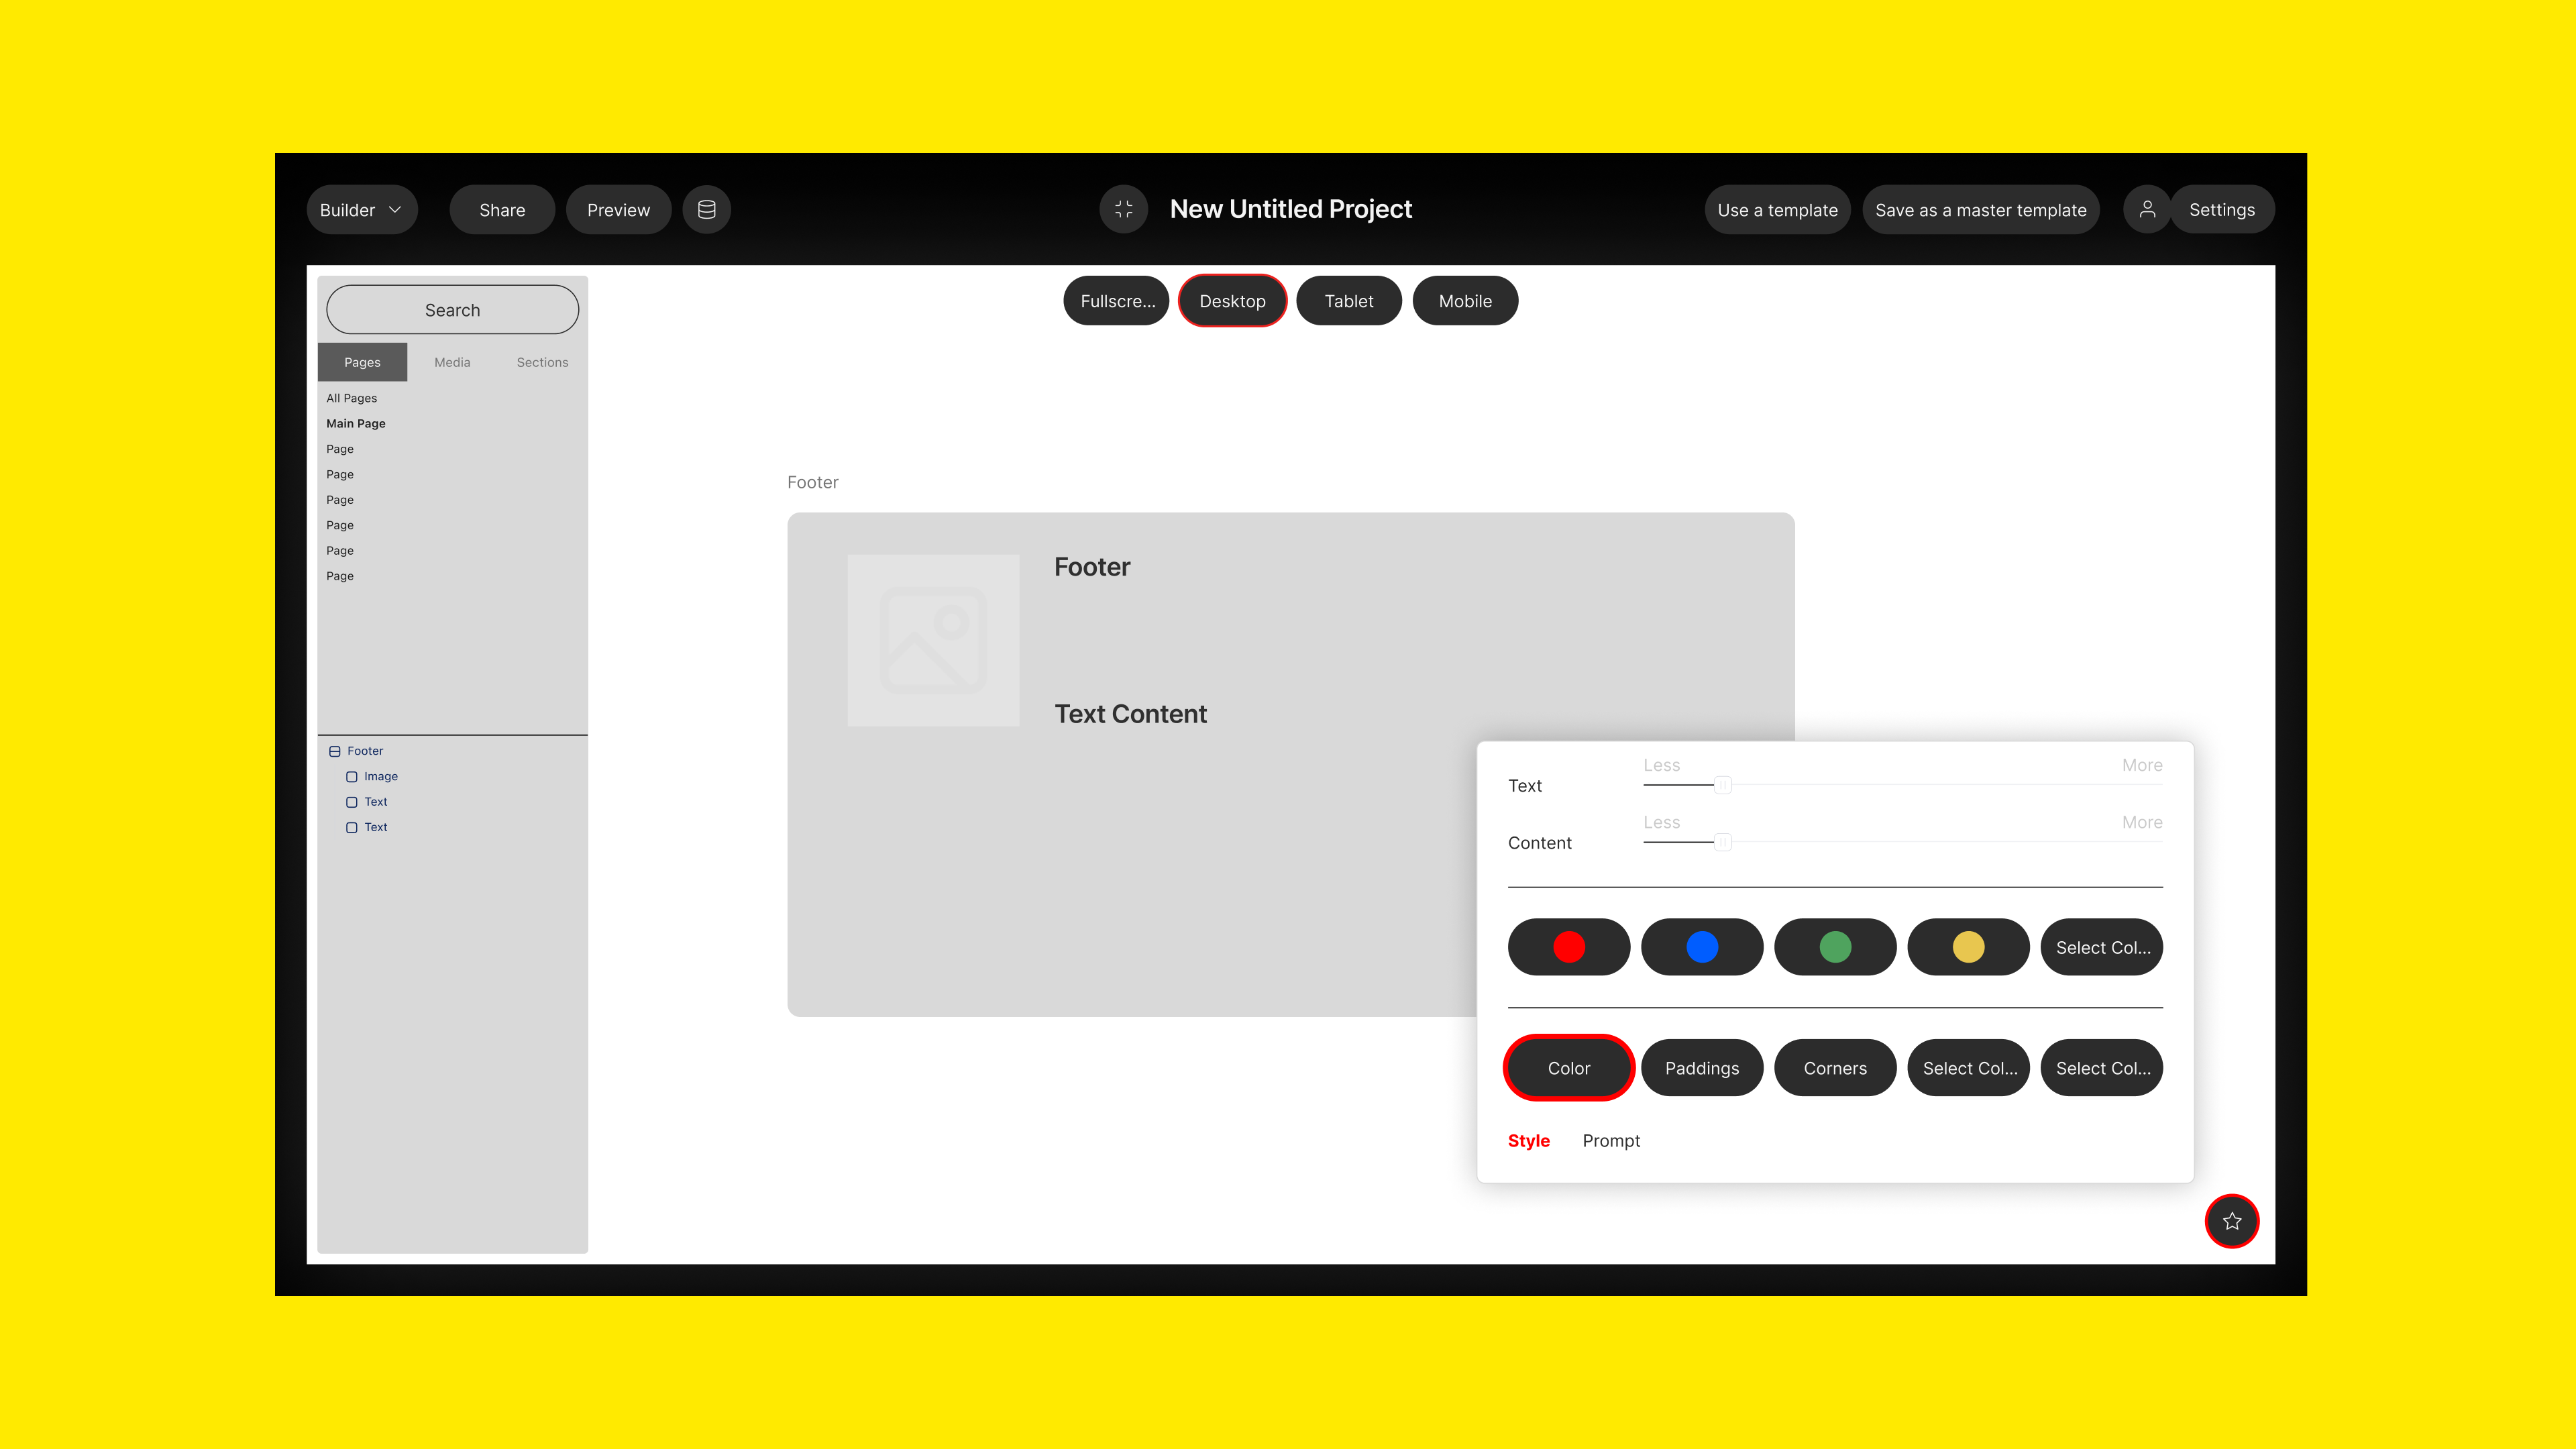 Builder
Share
Preview
New Untitled Project
Use a template
Save as a master template
Settings
Search
Pages
Media
Sections
All Pages
Main Page
Page
Page
Page
Page
Page
Page
Footer
Image
Text
Text
Fullscre...
Desktop
Tablet
Mobile
Footer
Footer
Text Content
Text
Less
More
Content
Less
More
Select Col...
Color
Paddings
Corners
Select Col...
Select Col...
Style
Prompt